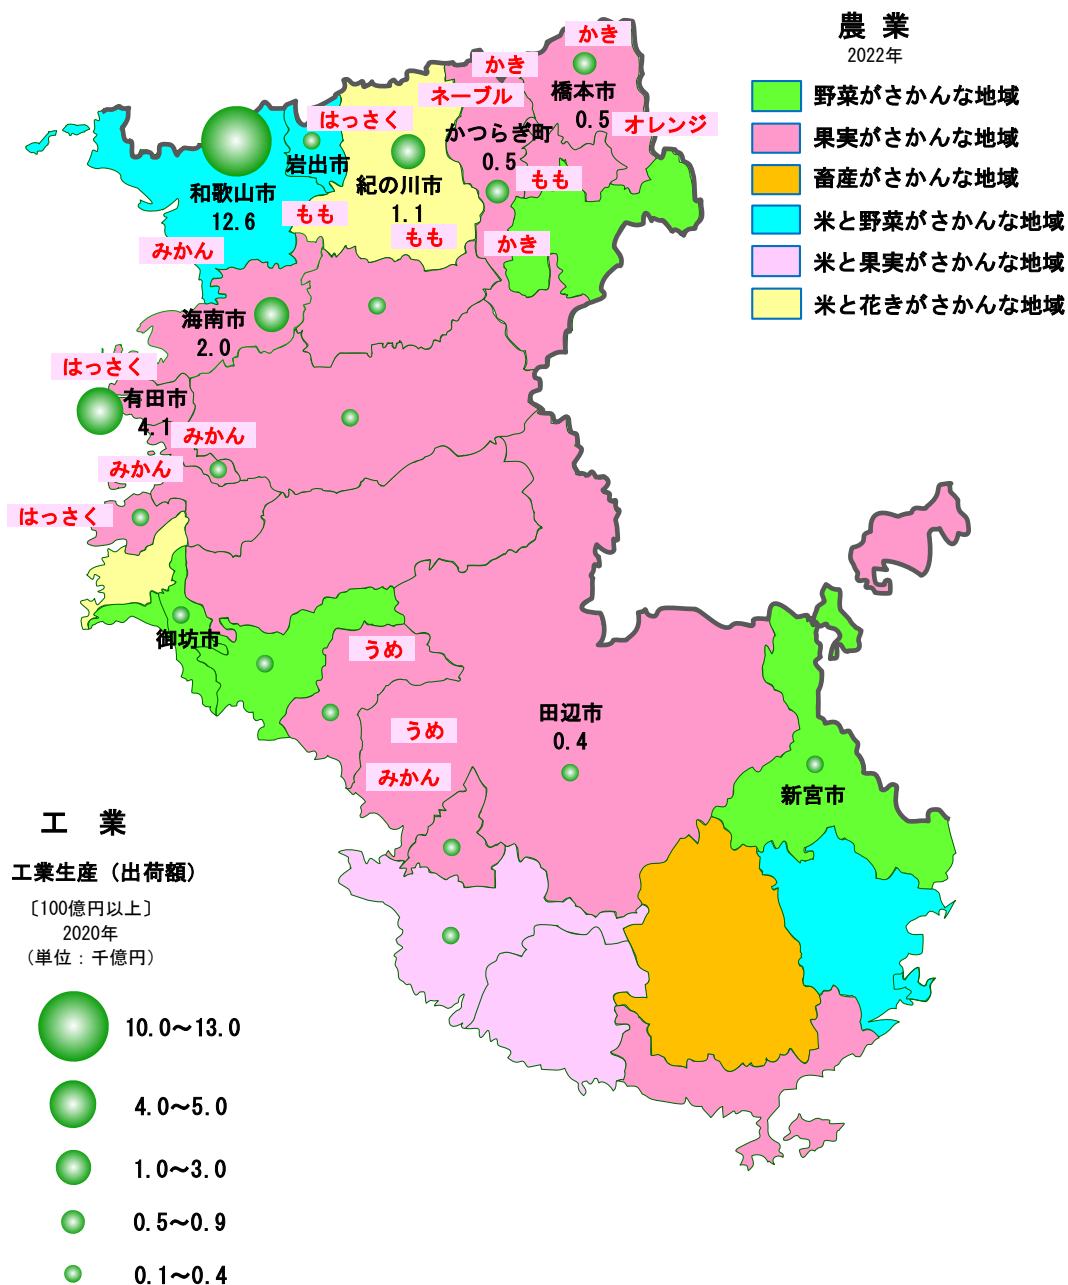 農 業
2022年
野菜がさかんな地域
果実がさかんな地域
畜産がさかんな地域
米と野菜がさかんな地域
米と果実がさかんな地域
米と花きがさかんな地域
かき
かき
橋本市
0.5
ネーブル
オレンジ
はっさく
かつらぎ町
0.5
岩出市
もも
紀の川市
1.1
和歌山市
12.6
もも
もも
かき
みかん
海南市
2.0
はっさく
有田市
4.1
みかん
みかん
はっさく
御坊市
うめ
うめ
みかん
田辺市
0.4
新宮市
工 業
工業生産（出荷額）
〔100億円以上〕
2020年
（単位：千億円）
10.0～13.0
4.0～5.0
1.0～3.0
0.5～0.9
0.1～0.4